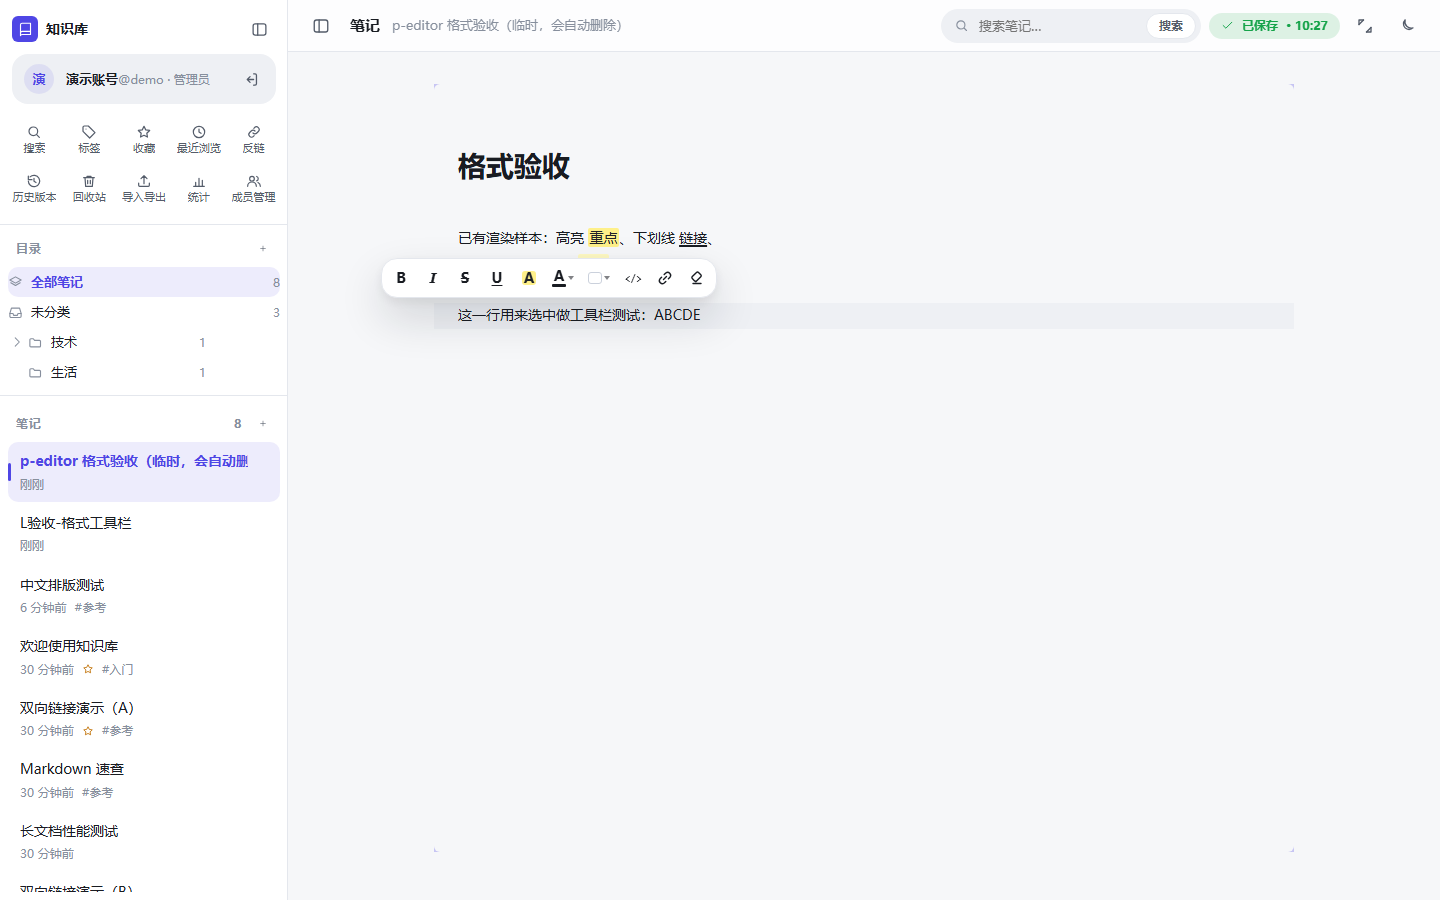 知识库
演
演示账号@demo · 管理员
搜索
标签
收藏
最近浏览
反链
历史版本
回收站
导入导出
统计
成员管理
目录
+
全部笔记
8
未分类
3
技术
1
生活
1
笔记
8
+
p-editor 格式验收（临时，会自动删
刚刚
L验收-格式工具栏
刚刚
中文排版测试
6 分钟前 #参考
欢迎使用知识库
30 分钟前 #入门
双向链接演示（A）
30 分钟前 #参考
Markdown 速查
30 分钟前 #参考
长文档性能测试
30 分钟前
双向链接演示（B）
笔记
p-editor 格式验收（临时，会自动删除）
搜索笔记...
搜索
已保存 • 10:27
格式验收
已有渲染样本：高亮 重点、下划线 链接、
B I S U A A </>
这一行用来选中做工具栏测试：ABCDE